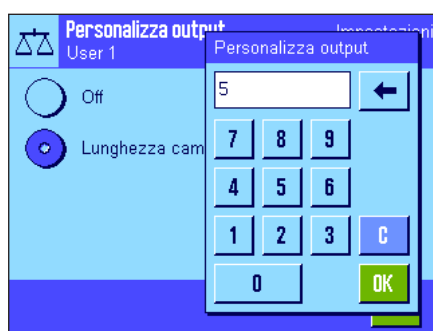 Personalizza output
User 1
Off
Lunghezza
Personalizza output
5
7 8 9
4 5 6
1 2 3 C
0 OK